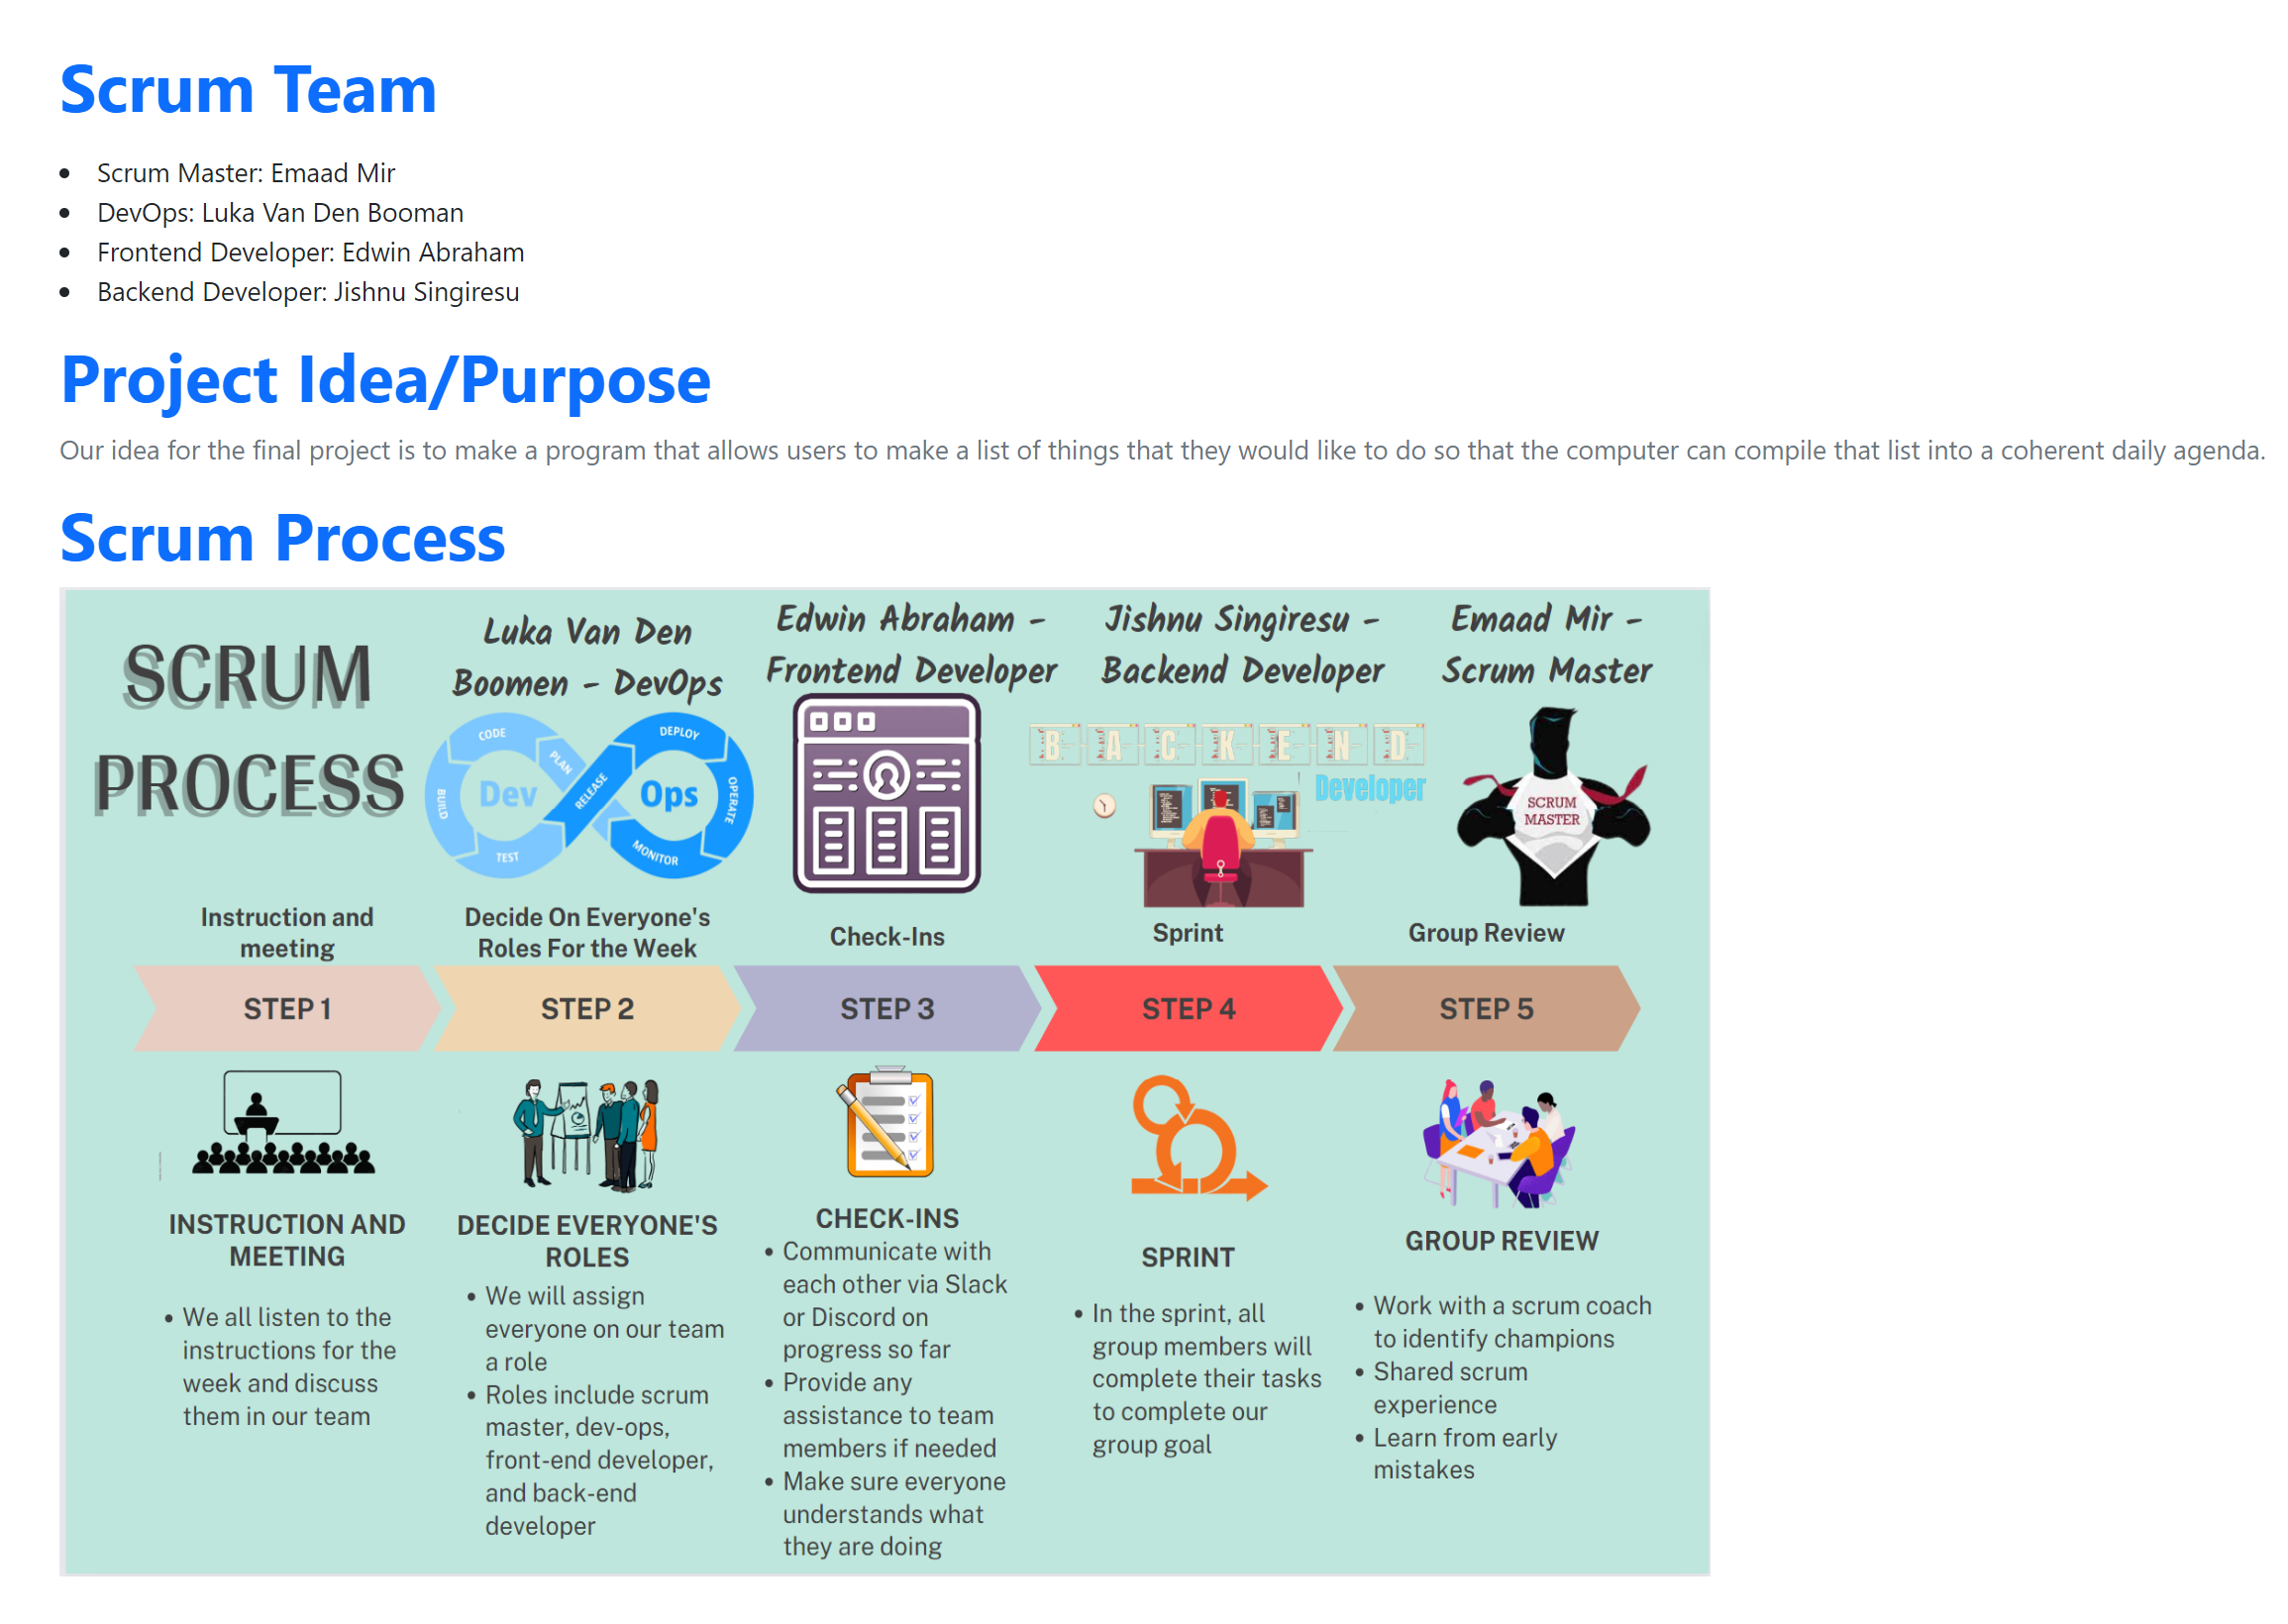 Scrum Team
• Scrum Master: Emaad Mir
• DevOps: Luka Van Den Booman
• Frontend Developer: Edwin Abraham
• Backend Developer: Jishnu Singiresu
Project Idea/Purpose
Our idea for the final project is to make a program that allows users to make a list of things that they would like to do so that the computer can compile that list into a coherent daily agenda.
Scrum Process
SCRUM
PROCESS
Luka Van Den
Boomen - DevOps
Edwin Abraham -
Frontend Developer
Jishnu Singiresu -
Backend Developer
Emaad Mir -
Scrum Master
CODE
PLAN
BUILD
TEST
Dev
RELEASE
DEPLOY
OPERATE
MONITOR
Ops
BACKEND
Developer
SCRUM
MASTER
Instruction and
meeting
Decide On Everyone's
Roles For the Week
Check-Ins
Sprint
Group Review
STEP 1
STEP 2
STEP 3
STEP 4
STEP 5
INSTRUCTION AND
MEETING
• We all listen to the
instructions for the
week and discuss
them in our team
DECIDE EVERYONE'S
ROLES
• We will assign
everyone on our team
a role
• Roles include scrum
master, dev-ops,
front-end developer,
and back-end
developer
CHECK-INS
• Communicate with
each other via Slack
or Discord on
progress so far
• Provide any
assistance to team
members if needed
• Make sure everyone
understands what
they are doing
SPRINT
• In the sprint, all
group members will
complete their tasks
to complete our
group goal
GROUP REVIEW
• Work with a scrum coach
to identify champions
• Shared scrum
experience
• Learn from early
mistakes